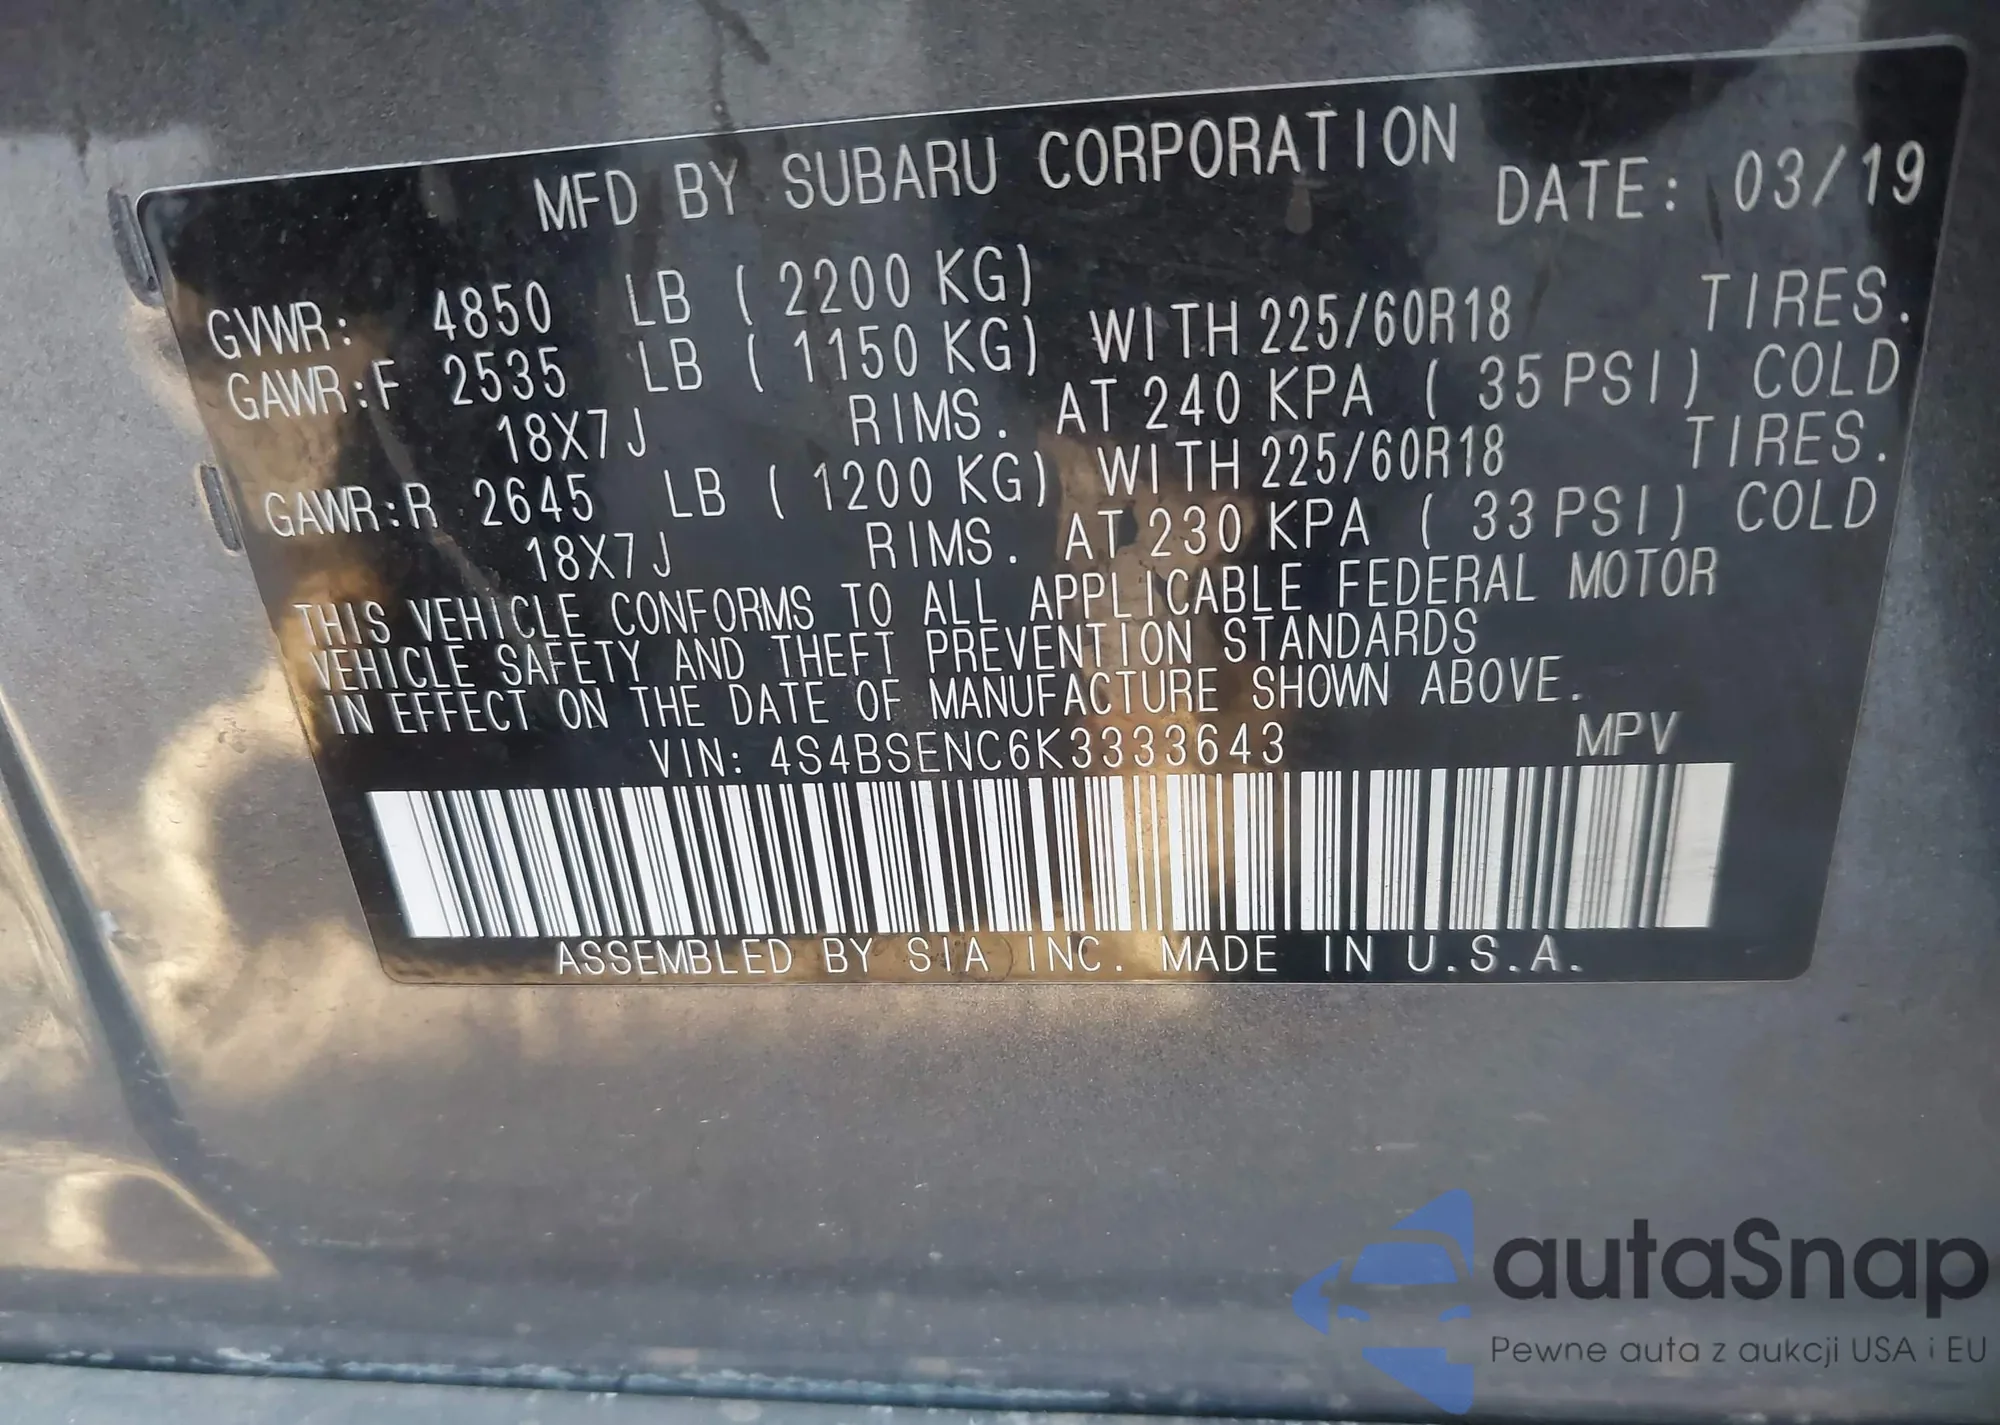 MFD BY SUBARU CORPORATION DATE: 03/19
GVWR: 4850 LB ( 2200 KG)
GAWR:F 2535 LB ( 1150 KG) WITH 225/60R18 TIRES.
18X7J RIMS. AT 240 KPA ( 35 PSI) COLD
GAWR:R 2645 LB ( 1200 KG) WITH 225/60R18 TIRES.
18X7J RIMS. AT 230 KPA ( 33 PSI) COLD
THIS VEHICLE CONFORMS TO ALL APPLICABLE FEDERAL MOTOR
VEHICLE SAFETY AND THEFT PREVENTION STANDARDS
IN EFFECT ON THE DATE OF MANUFACTURE SHOWN ABOVE.
VIN: 4S4BSENC6K3333643 MPV
ASSEMBLED BY SIA INC. MADE IN U.S.A.
autaSnap
Pewne auta z aukcji USA i EU